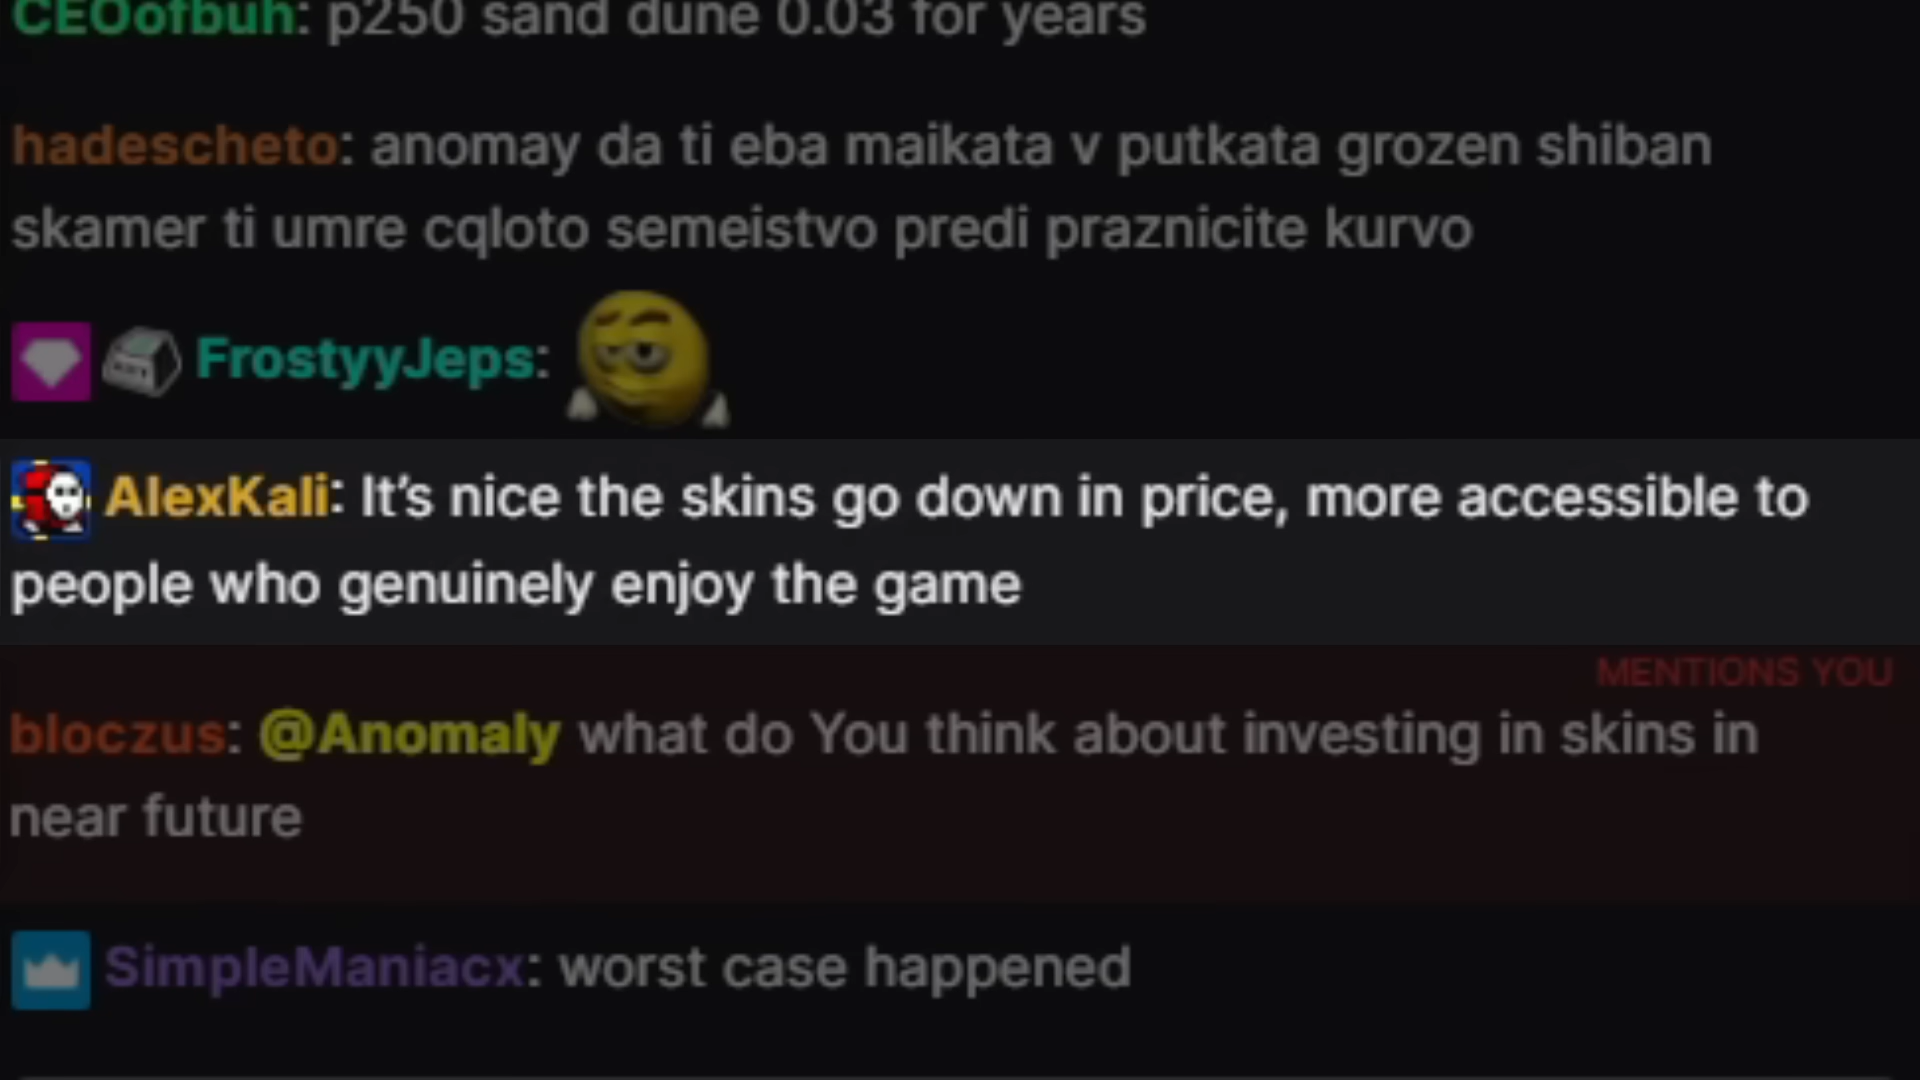 CEOofbuh: p250 sand dune 0.03 for years
hadescheto: anomay da ti eba maikata v putkata grozen shiban
skamer ti umre cqloto semeistvo predi praznicite kurvo
FrostyyJeps:
AlexKali: It's nice the skins go down in price, more accessible to
people who genuinely enjoy the game
MENTIONS YOU
bloczus: @Anomaly what do You think about investing in skins in
near future
SimpleManiacx: worst case happened